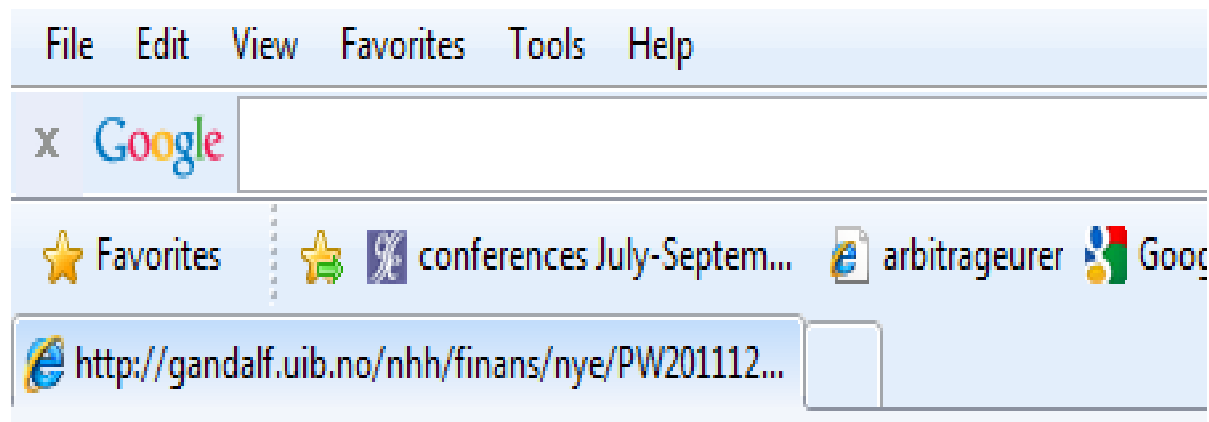 File Edit View Favorites Tools Help
x Google
Favorites conferences July-Septem... arbitrageurer Goog
http://gandalf.uib.no/nhh/finans/nye/PW201112...